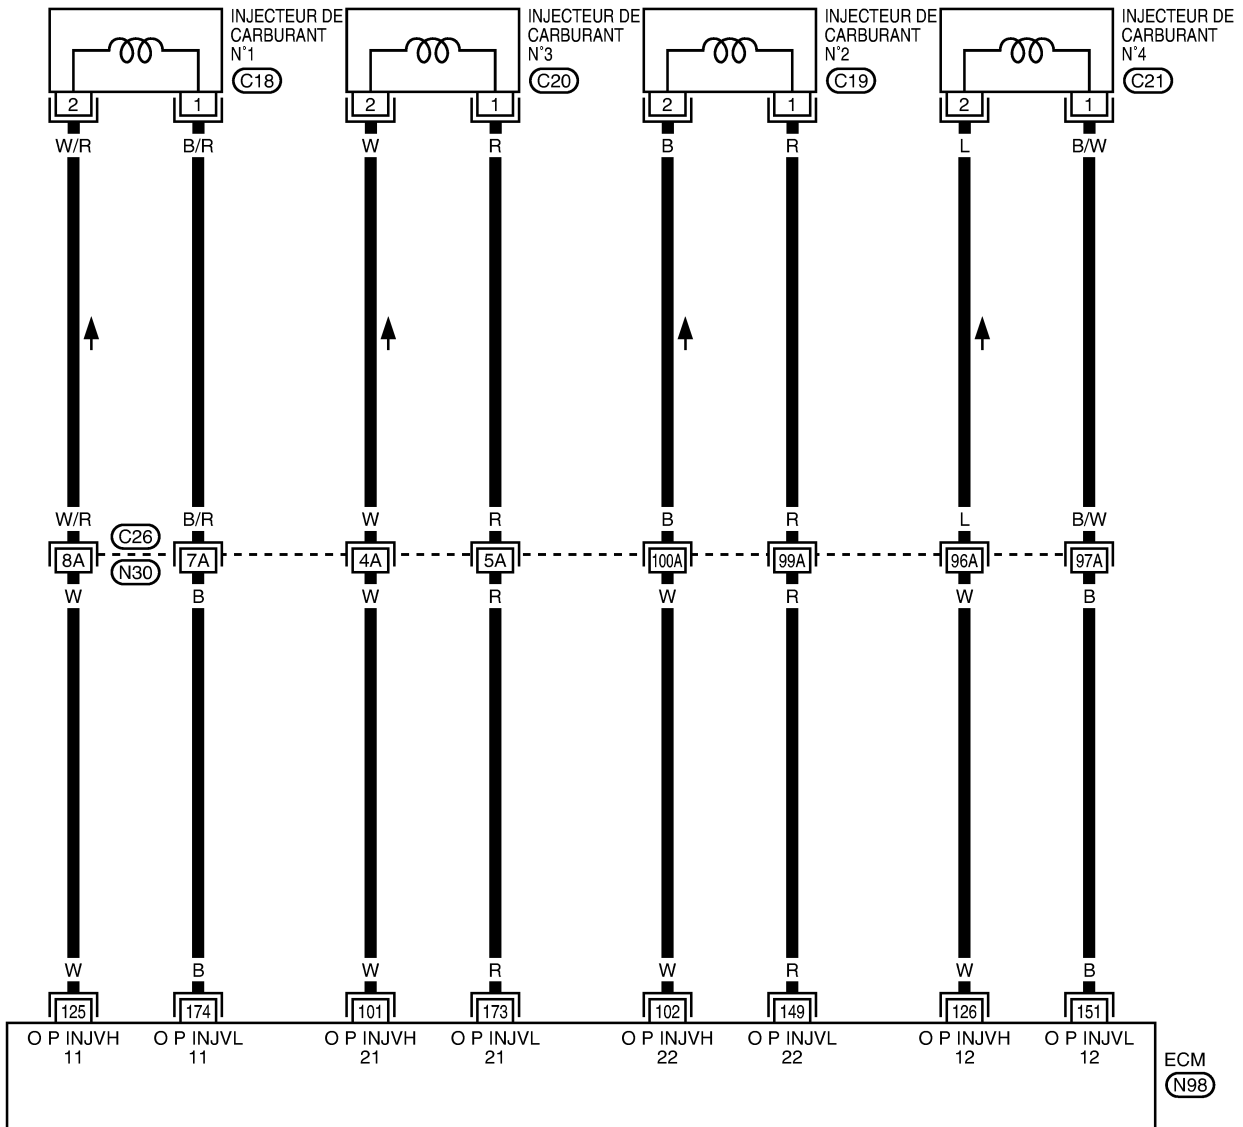 INJECTEUR DE
CARBURANT
N°1
C18
INJECTEUR DE
CARBURANT
N°3
C20
INJECTEUR DE
CARBURANT
N°2
C19
INJECTEUR DE
CARBURANT
N°4
C21
2 1 2 1 2 1 2 1
W/R B/R W R B R L B/W
W/R B/R W R B R L B/W
C26
8A 7A 4A 5A 100A 99A 96A 97A
N30
W B W R W R W B
W B W R W R W B
125 174 101 173 102 149 126 151
O P INJVH
11
O P INJVL
11
O P INJVH
21
O P INJVL
21
O P INJVH
22
O P INJVL
22
O P INJVH
12
O P INJVL
12
ECM
N98